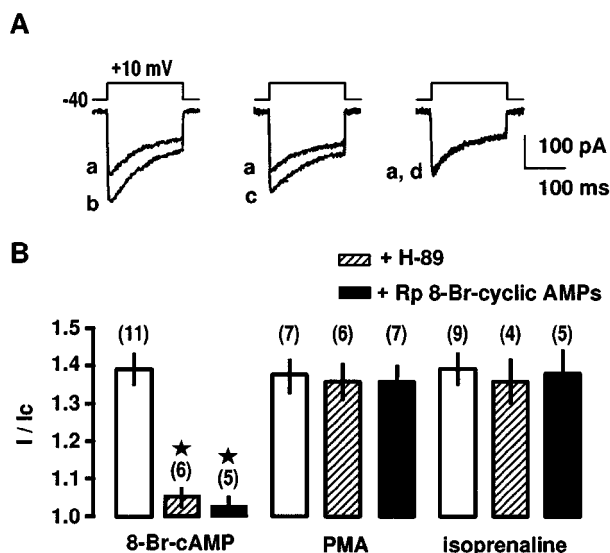 A
+10 mV
-40
a
b
a
c
a, d
100 pA
100 ms
B
+ H-89
+ Rp 8-Br-cyclic AMPs
I / Ic
1.5
1.4
1.3
1.2
1.1
1.0
(11)
★
(6)
★
(5)
(7)
(6)
(7)
(9)
(4)
(5)
8-Br-cAMP
PMA
isoprenaline